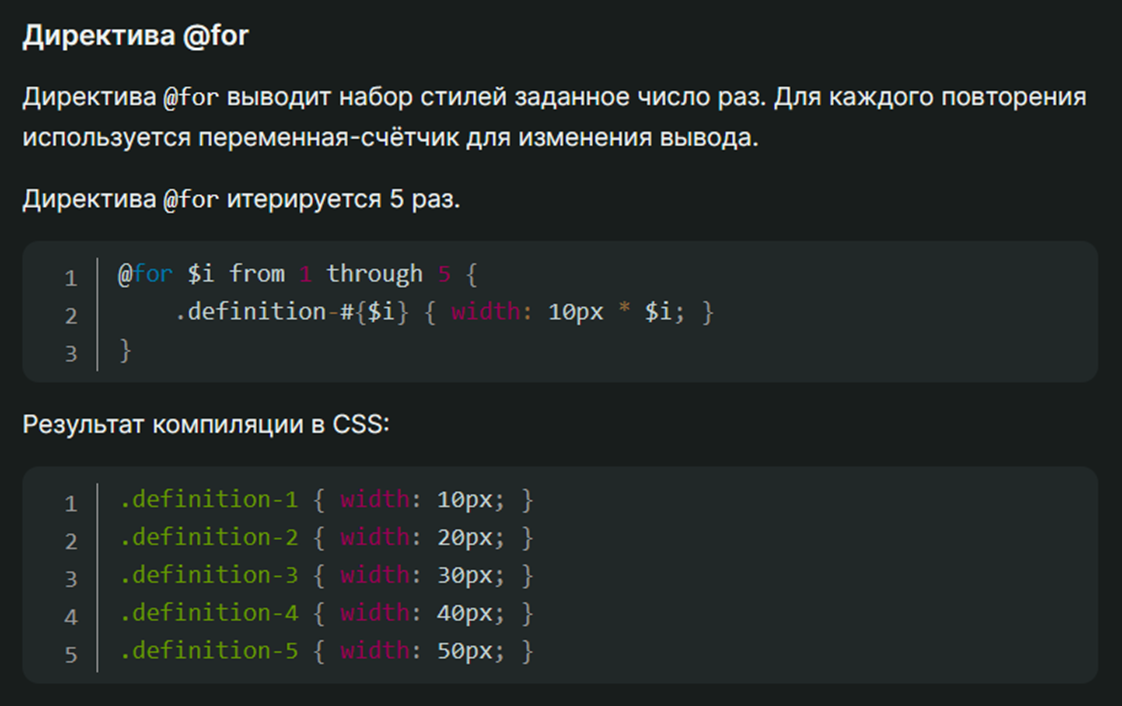 Директива @for
Директива @for выводит набор стилей заданное число раз. Для каждого повторения
используется переменная-счётчик для изменения вывода.
Директива @for итерируется 5 раз.
1 @for $i from 1 through 5 {
2     .definition-#{$i} { width: 10px * $i; }
3 }
Результат компиляции в CSS:
1 .definition-1 { width: 10px; }
2 .definition-2 { width: 20px; }
3 .definition-3 { width: 30px; }
4 .definition-4 { width: 40px; }
5 .definition-5 { width: 50px; }